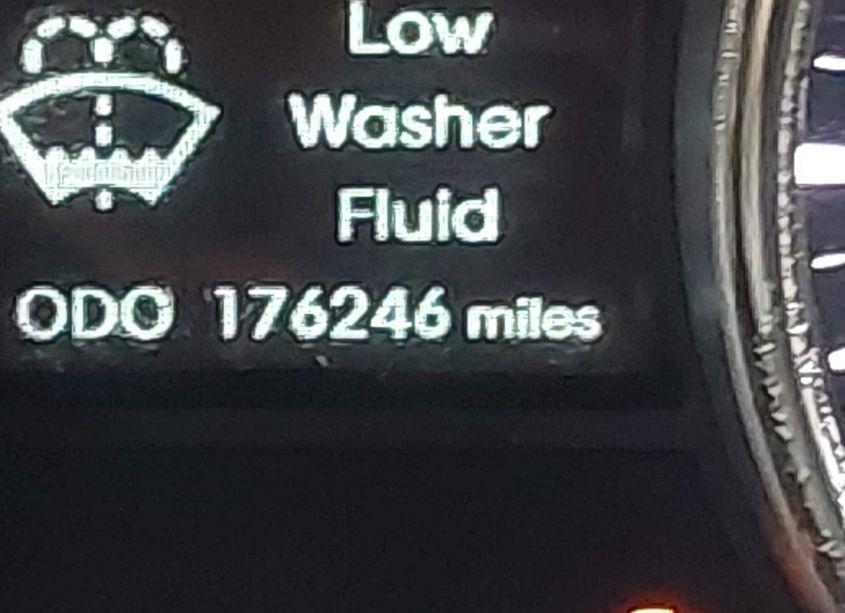 Low
Washer
Fluid
ODO 176246 miles